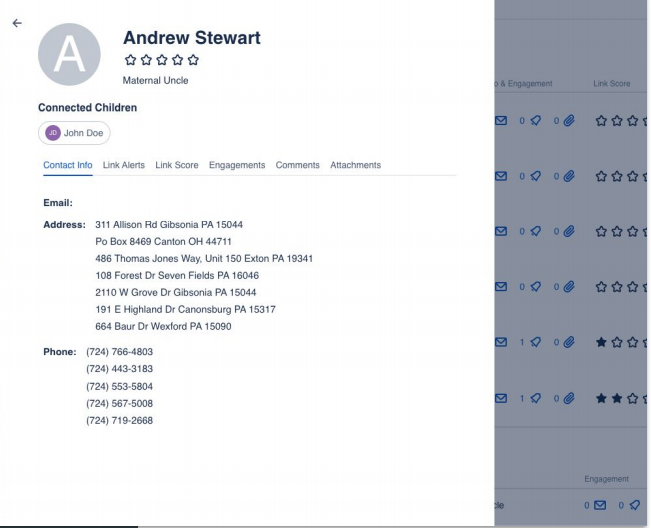 Andrew Stewart
A
Maternal Uncle
Connected Children
JD John Doe
Contact Info Link Alerts Link Score Engagements Comments Attachments
Email:
Address: 311 Allison Rd Gibsonia PA 15044
Po Box 8469 Canton OH 44711
486 Thomas Jones Way, Unit 150 Exton PA 19341
108 Forest Dr Seven Fields PA 16046
2110 W Grove Dr Gibsonia PA 15044
191 E Highland Dr Canonsburg PA 15317
664 Baur Dr Wexford PA 15090
Phone: (724) 766-4803
(724) 443-3183
(724) 553-5804
(724) 567-5008
(724) 719-2668
& Engagement Link Score
0 0
0 0
0 0
0 0
1 0
1 0
Engagement
0 0